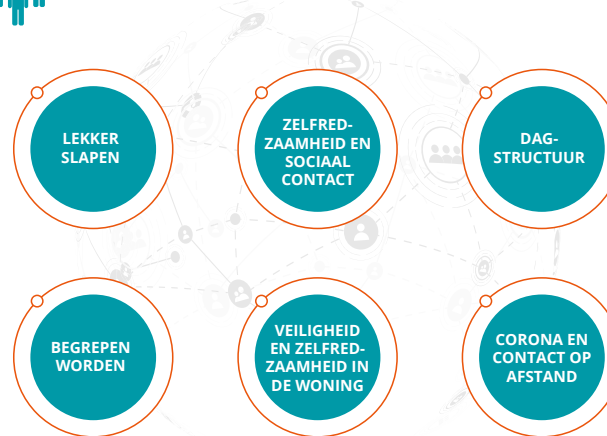 LEKKER
SLAPEN
ZELFRED-
ZAAMHEID EN
SOCIAAL
CONTACT
DAG-
STRUCTUUR
BEGREPEN
WORDEN
VEILIGHEID
EN ZELFRED-
ZAAMHEID IN
DE WONING
CORONA EN
CONTACT OP
AFSTAND